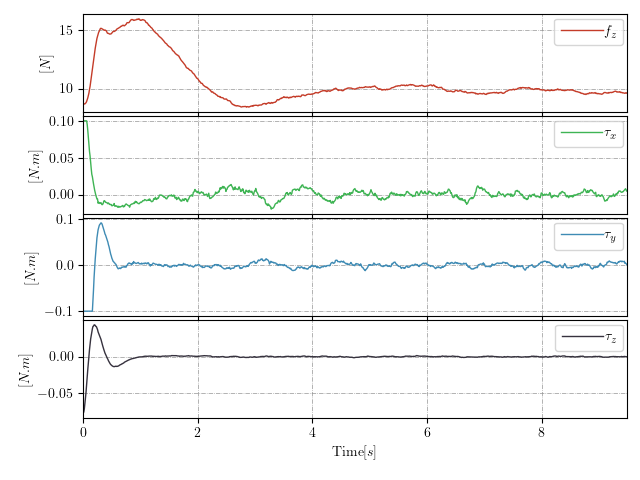 15
10
[N]
f_z
0.10
0.05
0.00
[N.m]
τ_x
0.1
0.0
−0.1
[N.m]
τ_y
0.00
−0.05
[N.m]
τ_z
0 2 4 6 8
Time[s]